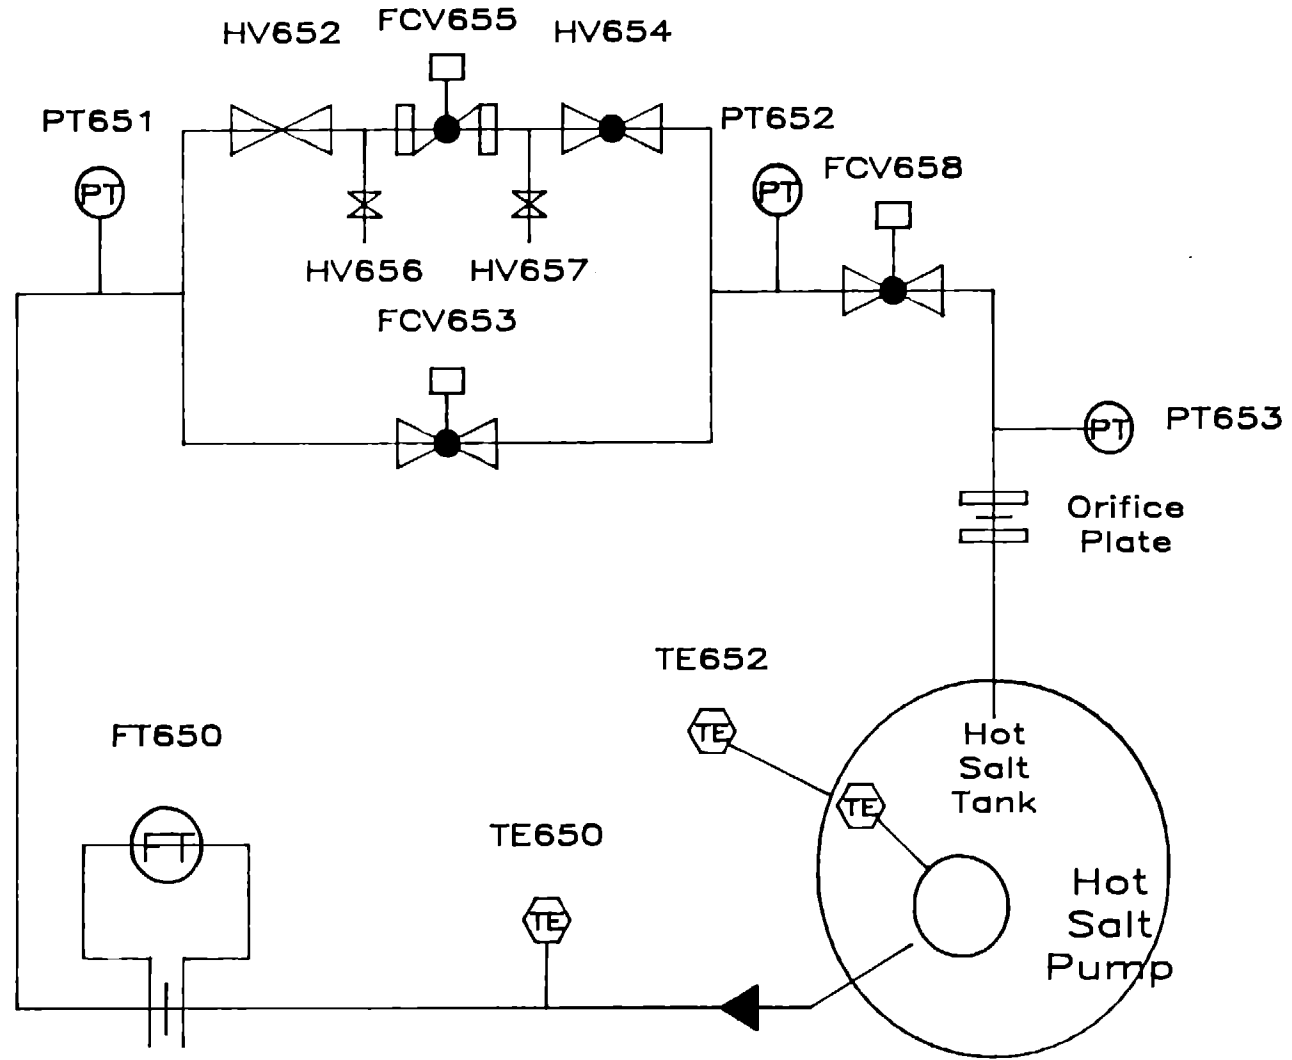 FCV655
HV652
HV654
PT651
PT652
FCV658
PT
PT
HV656
HV657
FCV653
PT653
PT
Orifice
Plate
TE652
TE
FT650
Hot
Salt
Tank
TE
TE650
FT
Hot
Salt
Pump
TE